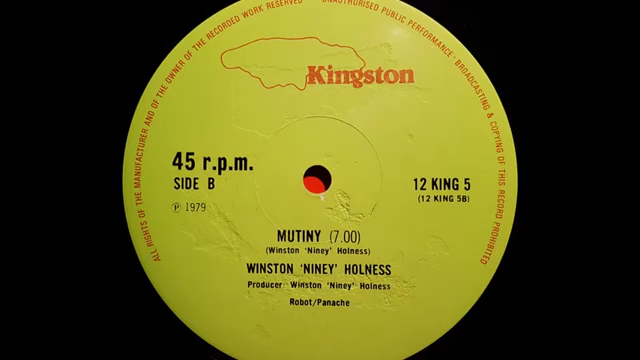 ALL RIGHTS OF THE MANUFACTURER AND OF THE OWNER OF THE RECORDED WORK RESERVED
UNAUTHORISED PUBLIC PERFORMANCE, BROADCASTING & COPYING OF THIS RECORD PROHIBITED
Kingston
45 r.p.m.
SIDE B
12 KING 5
(12 KING 5B)
℗ 1979
MUTINY (7.00)
(Winston 'Niney' Holness)
WINSTON 'NINEY' HOLNESS
Producer: Winston 'Niney' Holness
Robot/Panache